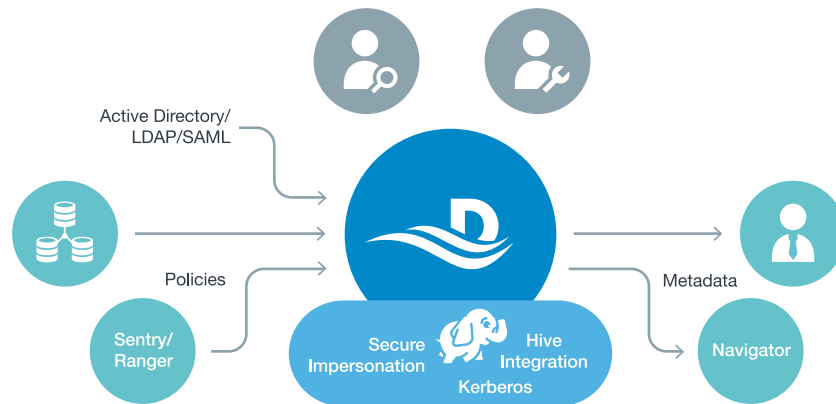 Active Directory/
LDAP/SAML
D
Policies
Metadata
Sentry/
Ranger
Secure
Impersonation
Hive
Integration
Kerberos
Navigator